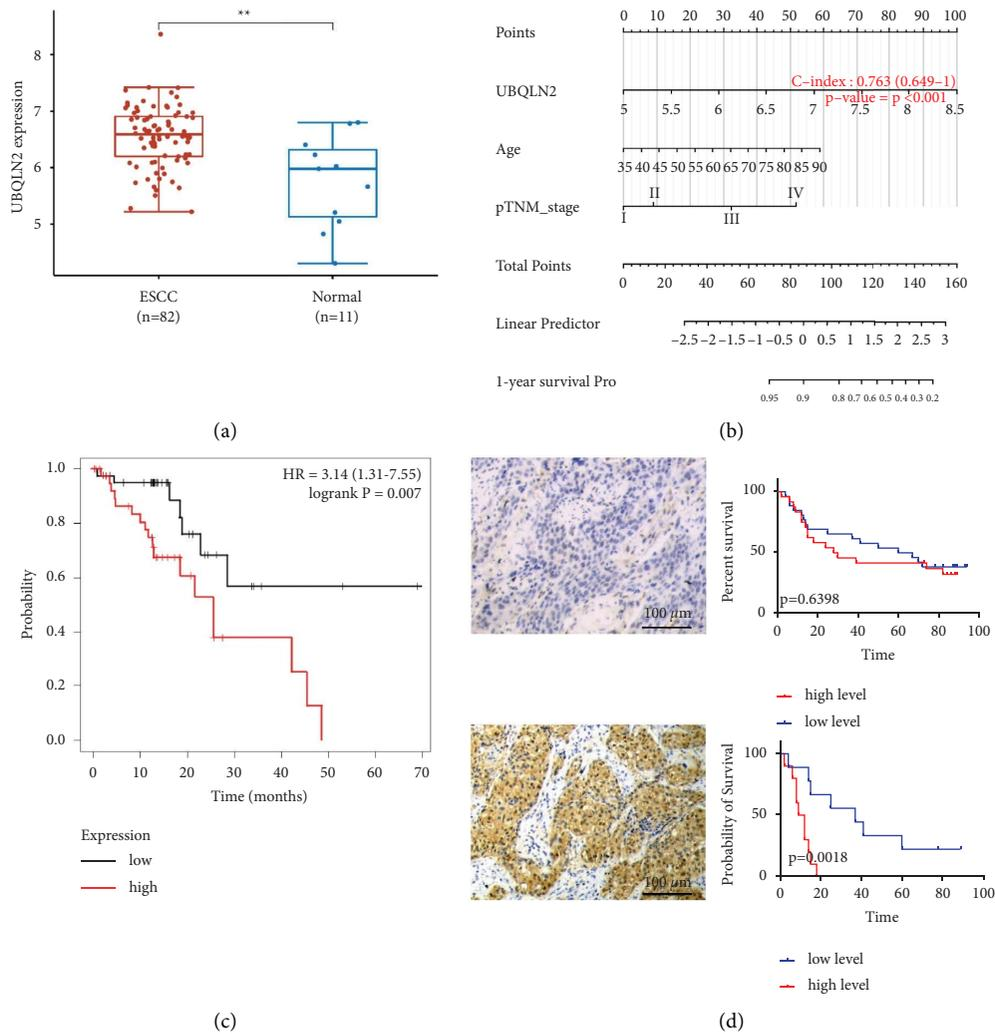 **
8
7
6
5
UBQLN2 expression
ESCC
(n=82)
Normal
(n=11)
(a)
Points
0 10 20 30 40 50 60 70 80 90 100
UBQLN2
C–index : 0.763 (0.649–1)
p–value = p <0.001
5 5.5 6 6.5 7 7.5 8 8.5
Age
35 40 45 50 55 60 65 70 75 80 85 90
pTNM_stage
II IV
I III
Total Points
0 20 40 60 80 100 120 140 160
Linear Predictor
–2.5 –2 –1.5 –1 –0.5 0 0.5 1 1.5 2 2.5 3
1-year survival Pro
0.95 0.9 0.8 0.7 0.6 0.5 0.4 0.3 0.2
(b)
HR = 3.14 (1.31-7.55)
logrank P = 0.007
1.0
0.8
0.6
0.4
0.2
0.0
Probability
0 10 20 30 40 50 60 70
Time (months)
Expression
low
high
(c)
100 μm
100
50
0
Percent survival
p=0.6398
0 20 40 60 80 100
Time
high level
low level
100 μm
100
50
0
Probability of Survival
p=0.0018
0 20 40 60 80 100
Time
low level
high level
(d)